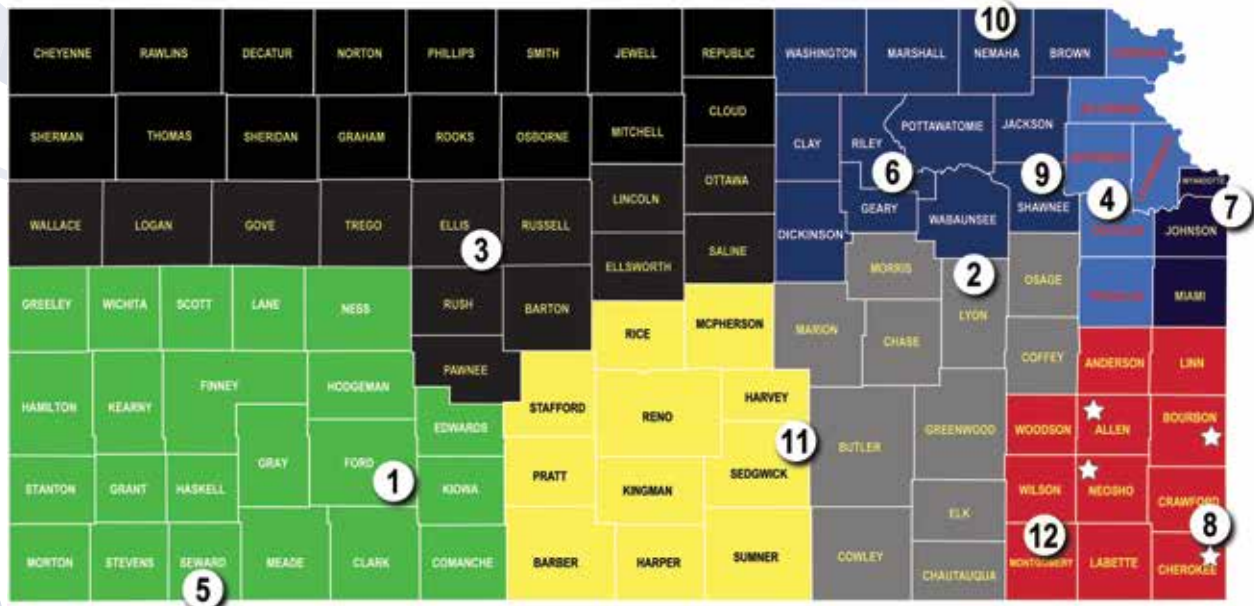 CHEYENNE RAWLINS DECATUR NORTON PHILLIPS SMITH JEWELL REPUBLIC WASHINGTON MARSHALL 10 NEMAHA BROWN
SHERMAN THOMAS SHERIDAN GRAHAM ROOKS OSBORNE MITCHELL CLOUD CLAY RILEY POTTAWATOMIE JACKSON
6 9 4 7
WALLACE LOGAN GOVE TREGO ELLIS RUSSELL LINCOLN OTTAWA DICKINSON GEARY WABAUNSEE SHAWNEE JOHNSON
3 ELLSWORTH SALINE MORRIS 2 OSAGE
GREELEY WICHITA SCOTT LANE NESS RUSH BARTON RICE MCPHERSON MARION CHASE LYON MIAMI
PAWNEE COFFEY ANDERSON LINN
HAMILTON KEARNY FINNEY HODGEMAN EDWARDS STAFFORD RENO HARVEY BUTLER GREENWOOD WOODSON ALLEN BOURBON
11
STANTON GRANT HASKELL GRAY FORD 1 KIOWA PRATT KINGMAN SEDGWICK ELK WILSON NEOSHO CRAWFORD
12 8
MORTON STEVENS SEWARD MEADE CLARK COMANCHE BARBER HARPER SUMNER COWLEY CHAUTAUQUA MONTGOMERY LABETTE CHEROKEE
5